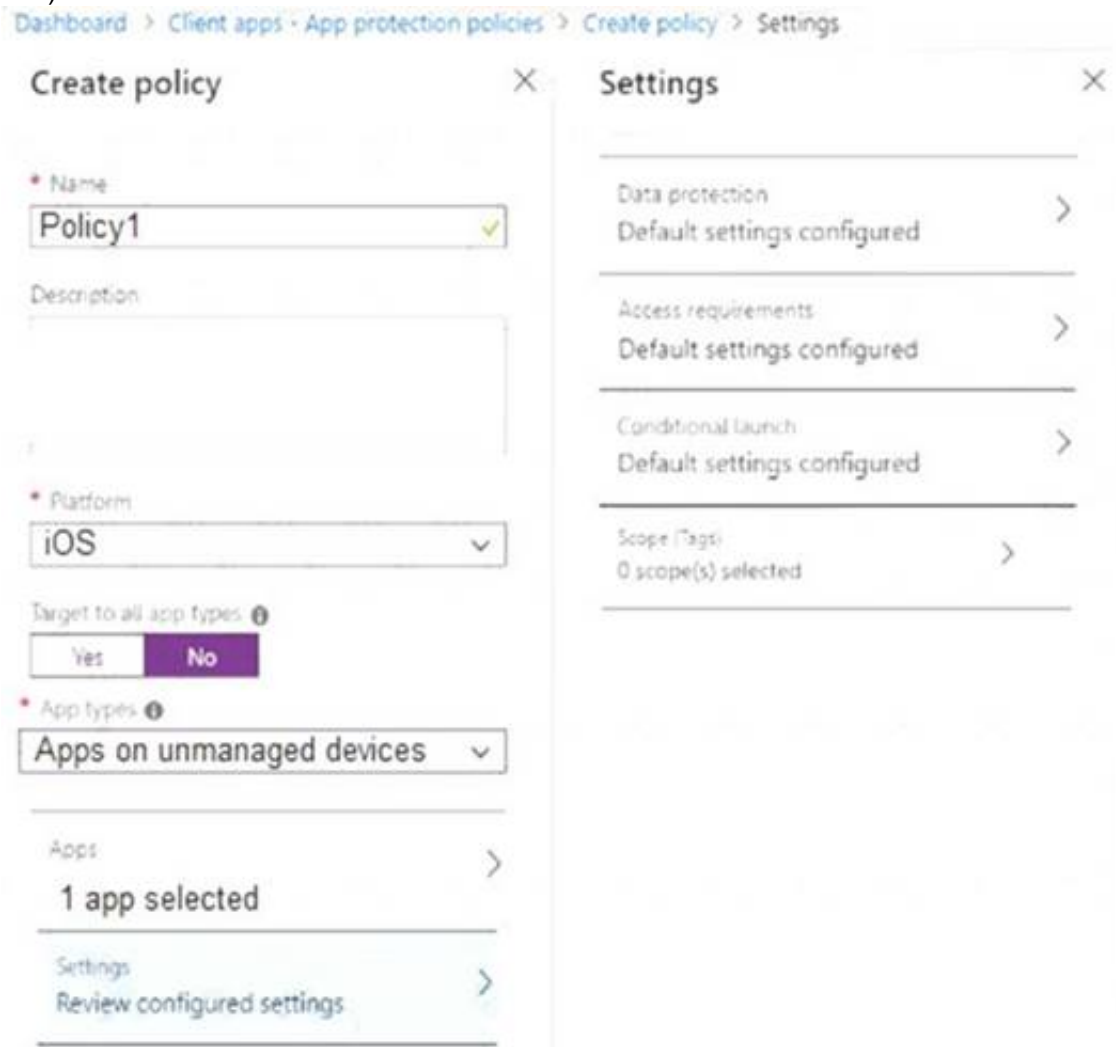 Dashboard > Client apps - App protection policies > Create policy > Settings
Create policy
* Name
Policy1
Description
* Platform
iOS
Target to all app types
Yes No
* App types
Apps on unmanaged devices
Apps
1 app selected
Settings
Review configured settings
Settings
Data protection
Default settings configured
Access requirements
Default settings configured
Conditional launch
Default settings configured
Scope (Tags)
0 scope(s) selected